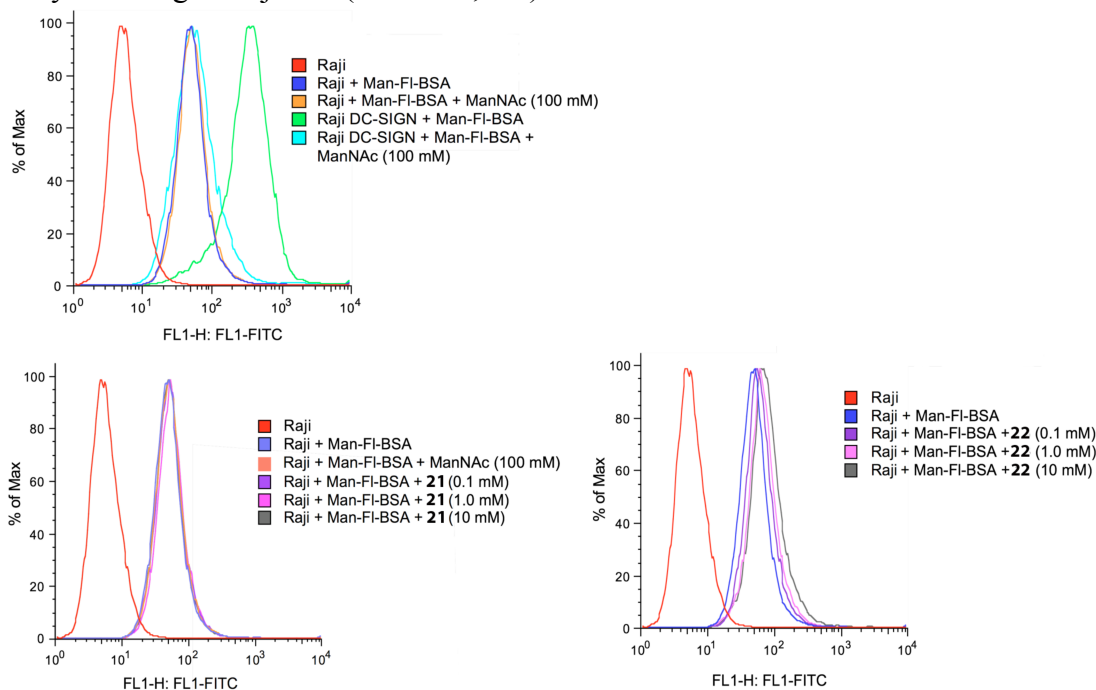 100
80
60
40
20
0
% of Max
10^0 10^1 10^2 10^3 10^4
FL1-H: FL1-FITC
Raji
Raji + Man-Fl-BSA
Raji + Man-Fl-BSA + ManNAc (100 mM)
Raji DC-SIGN + Man-Fl-BSA
Raji DC-SIGN + Man-Fl-BSA +
ManNAc (100 mM)
100
80
60
40
20
0
% of Max
10^0 10^1 10^2 10^3 10^4
FL1-H: FL1-FITC
Raji
Raji + Man-Fl-BSA
Raji + Man-Fl-BSA + ManNAc (100 mM)
Raji + Man-Fl-BSA + 21 (0.1 mM)
Raji + Man-Fl-BSA + 21 (1.0 mM)
Raji + Man-Fl-BSA + 21 (10 mM)
100
80
60
40
20
0
% of Max
10^0 10^1 10^2 10^3 10^4
FL1-H: FL1-FITC
Raji
Raji + Man-Fl-BSA
Raji + Man-Fl-BSA +22 (0.1 mM)
Raji + Man-Fl-BSA +22 (1.0 mM)
Raji + Man-Fl-BSA +22 (10 mM)